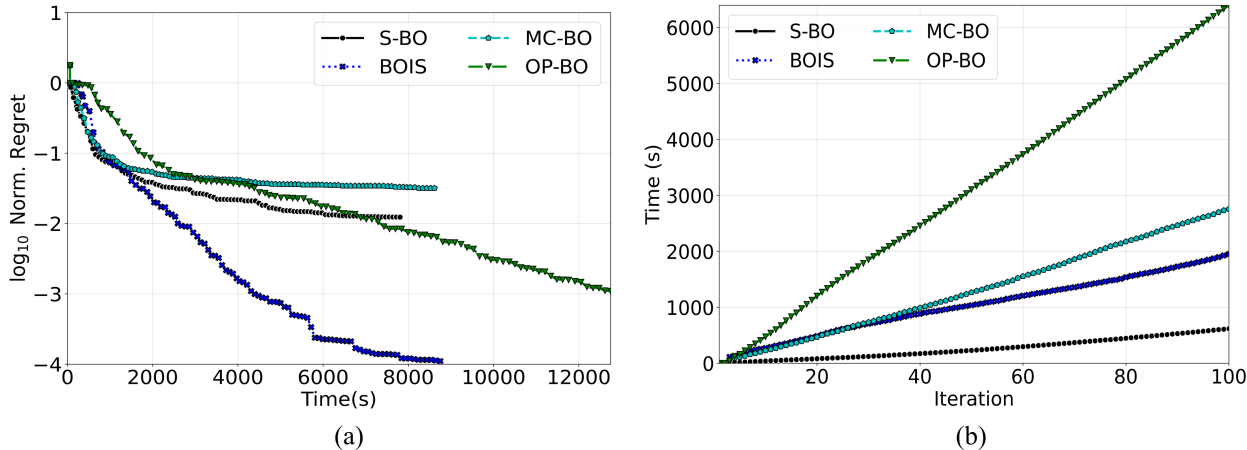 1
0
−1
−2
−3
−4
log10 Norm. Regret
S-BO
BOIS
MC-BO
OP-BO
0 2000 4000 6000 8000 10000 12000
Time(s)
(a)
6000
5000
4000
3000
2000
1000
0
Time (s)
S-BO
BOIS
MC-BO
OP-BO
20 40 60 80 100
Iteration
(b)